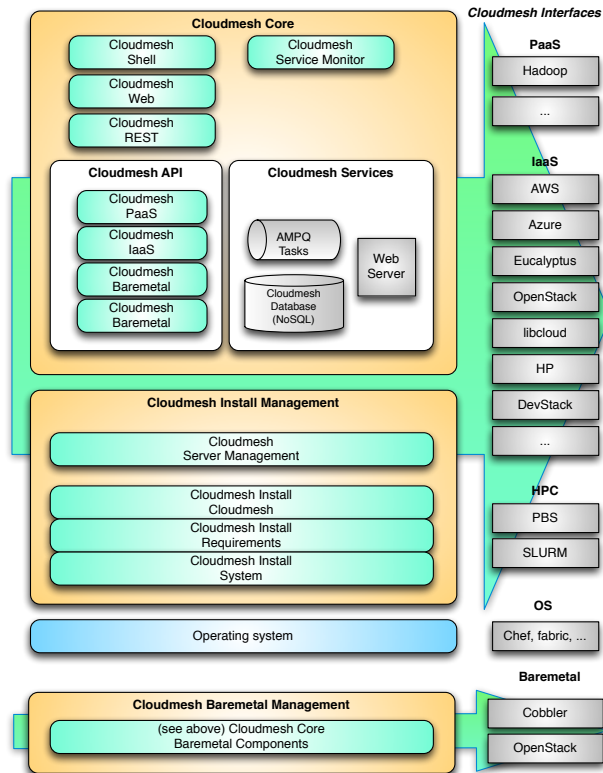 Cloudmesh Core
Cloudmesh
Shell
Cloudmesh
Service Monitor
Cloudmesh
Web
Cloudmesh
REST
Cloudmesh API
Cloudmesh
PaaS
Cloudmesh
IaaS
Cloudmesh
Baremetal
Cloudmesh
Baremetal
Cloudmesh Services
AMPQ
Tasks
Web
Server
Cloudmesh
Database
(NoSQL)
Cloudmesh Install Management
Cloudmesh
Server Management
Cloudmesh Install
Cloudmesh
Cloudmesh Install
Requirements
Cloudmesh Install
System
Operating system
Cloudmesh Baremetal Management
(see above) Cloudmesh Core
Baremetal Components
Cloudmesh Interfaces
PaaS
Hadoop
...
IaaS
AWS
Azure
Eucalyptus
OpenStack
libcloud
HP
DevStack
...
HPC
PBS
SLURM
OS
Chef, fabric, ...
Baremetal
Cobbler
OpenStack